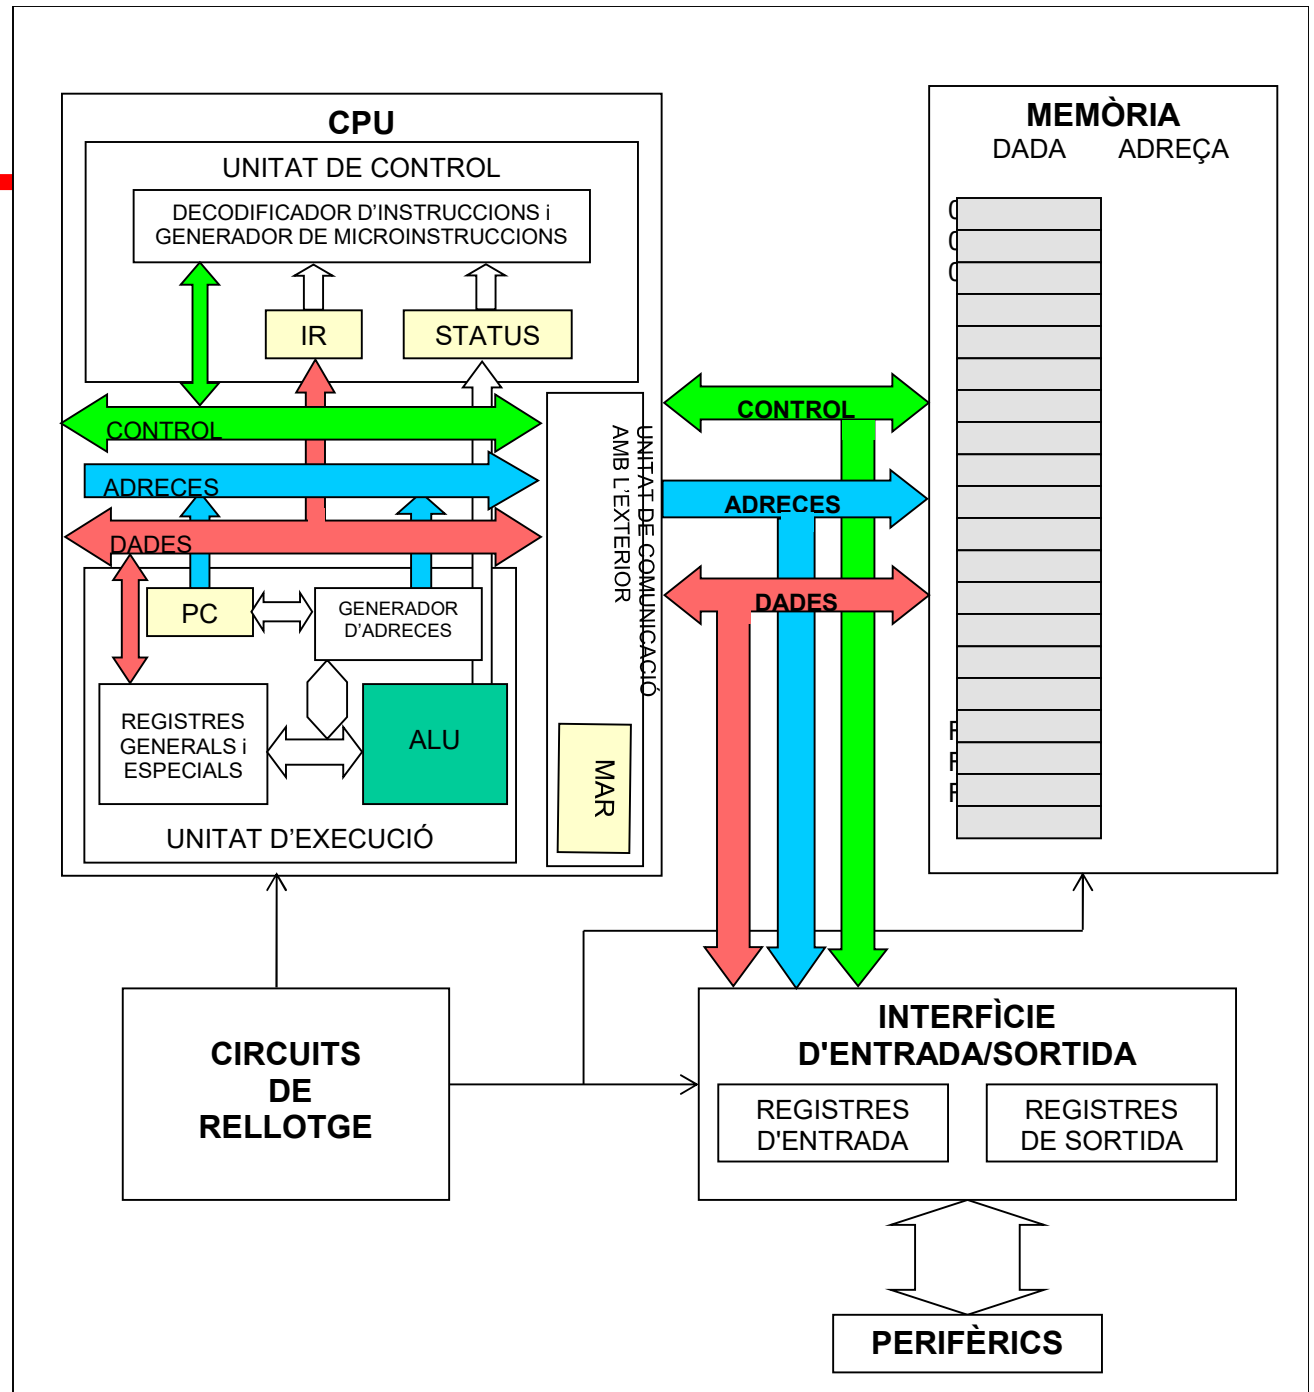 CPU
UNITAT DE CONTROL
DECODIFICADOR D'INSTRUCCIONS i
GENERADOR DE MICROINSTRUCCIONS
IR
STATUS
CONTROL
ADRECES
DADES
PC
GENERADOR
D'ADRECES
REGISTRES
GENERALS i
ESPECIALS
ALU
UNITAT D'EXECUCIÓ
UNITAT DE COMUNICACIÓ
AMB L'EXTERIOR
MAR
CONTROL
ADRECES
DADES
MEMÒRIA
DADA ADREÇA
CIRCUITS
DE
RELLOTGE
INTERFÌCIE
D'ENTRADA/SORTIDA
REGISTRES
D'ENTRADA
REGISTRES
DE SORTIDA
PERIFÈRICS